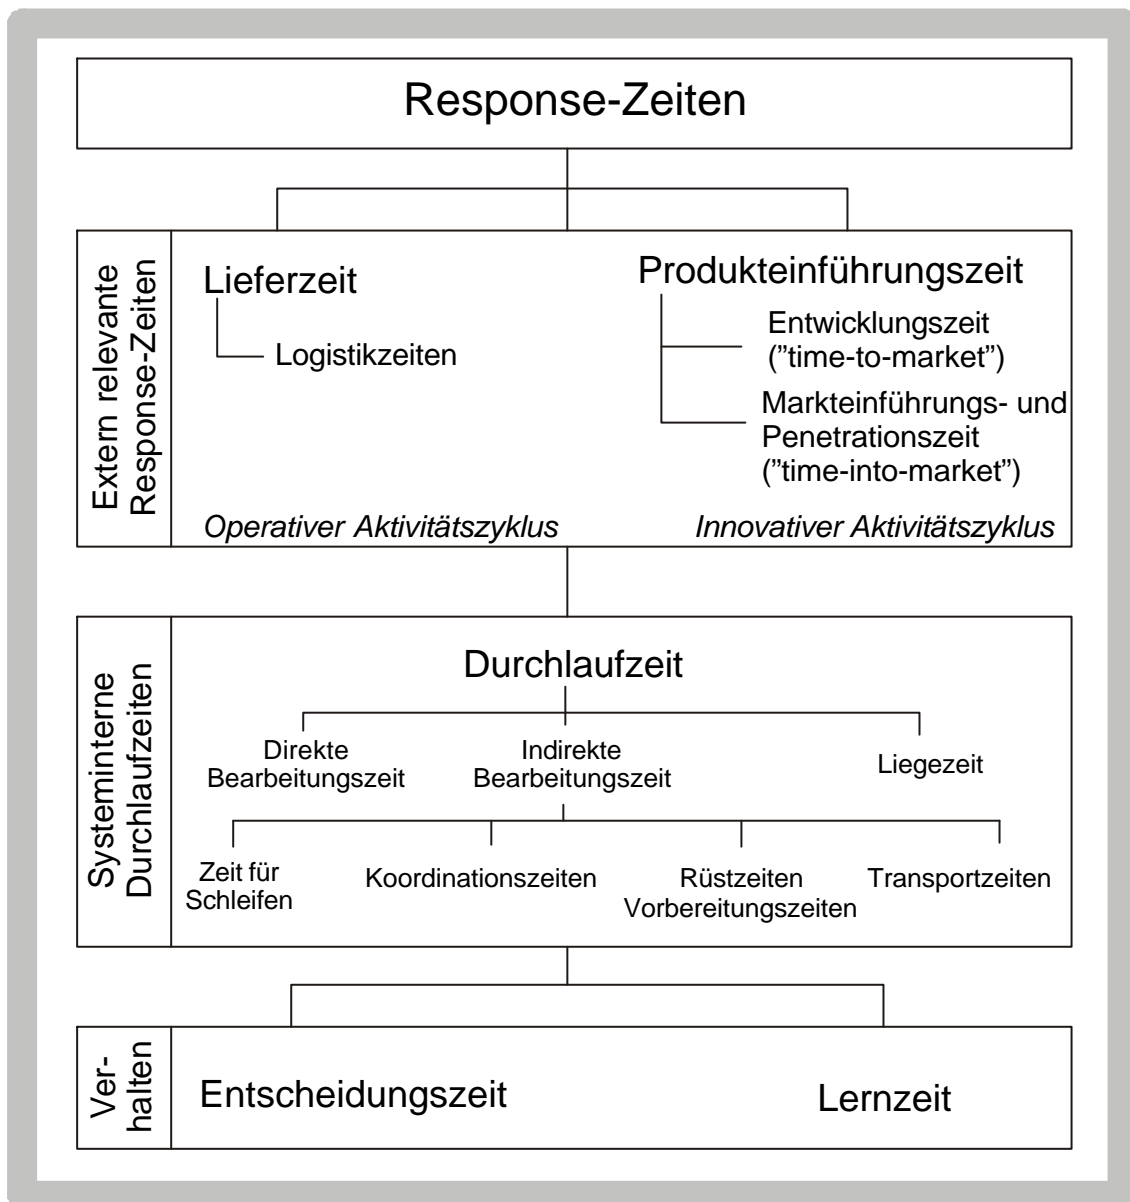 Response-Zeiten
Extern relevante
Response-Zeiten
Lieferzeit
Logistikzeiten
Produkteinführungszeit
Entwicklungszeit
(”time-to-market”)
Markteinführungs- und
Penetrationszeit
(”time-into-market”)
Operativer Aktivitätszyklus
Innovativer Aktivitätszyklus
Systeminterne
Durchlaufzeiten
Durchlaufzeit
Direkte
Bearbeitungszeit
Indirekte
Bearbeitungszeit
Liegezeit
Zeit für
Schleifen
Koordinationszeiten
Rüstzeiten
Vorbereitungszeiten
Transportzeiten
Ver-
halten
Entscheidungszeit
Lernzeit